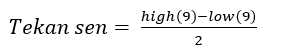 Tekan sen = high(9)−low(9) / 2